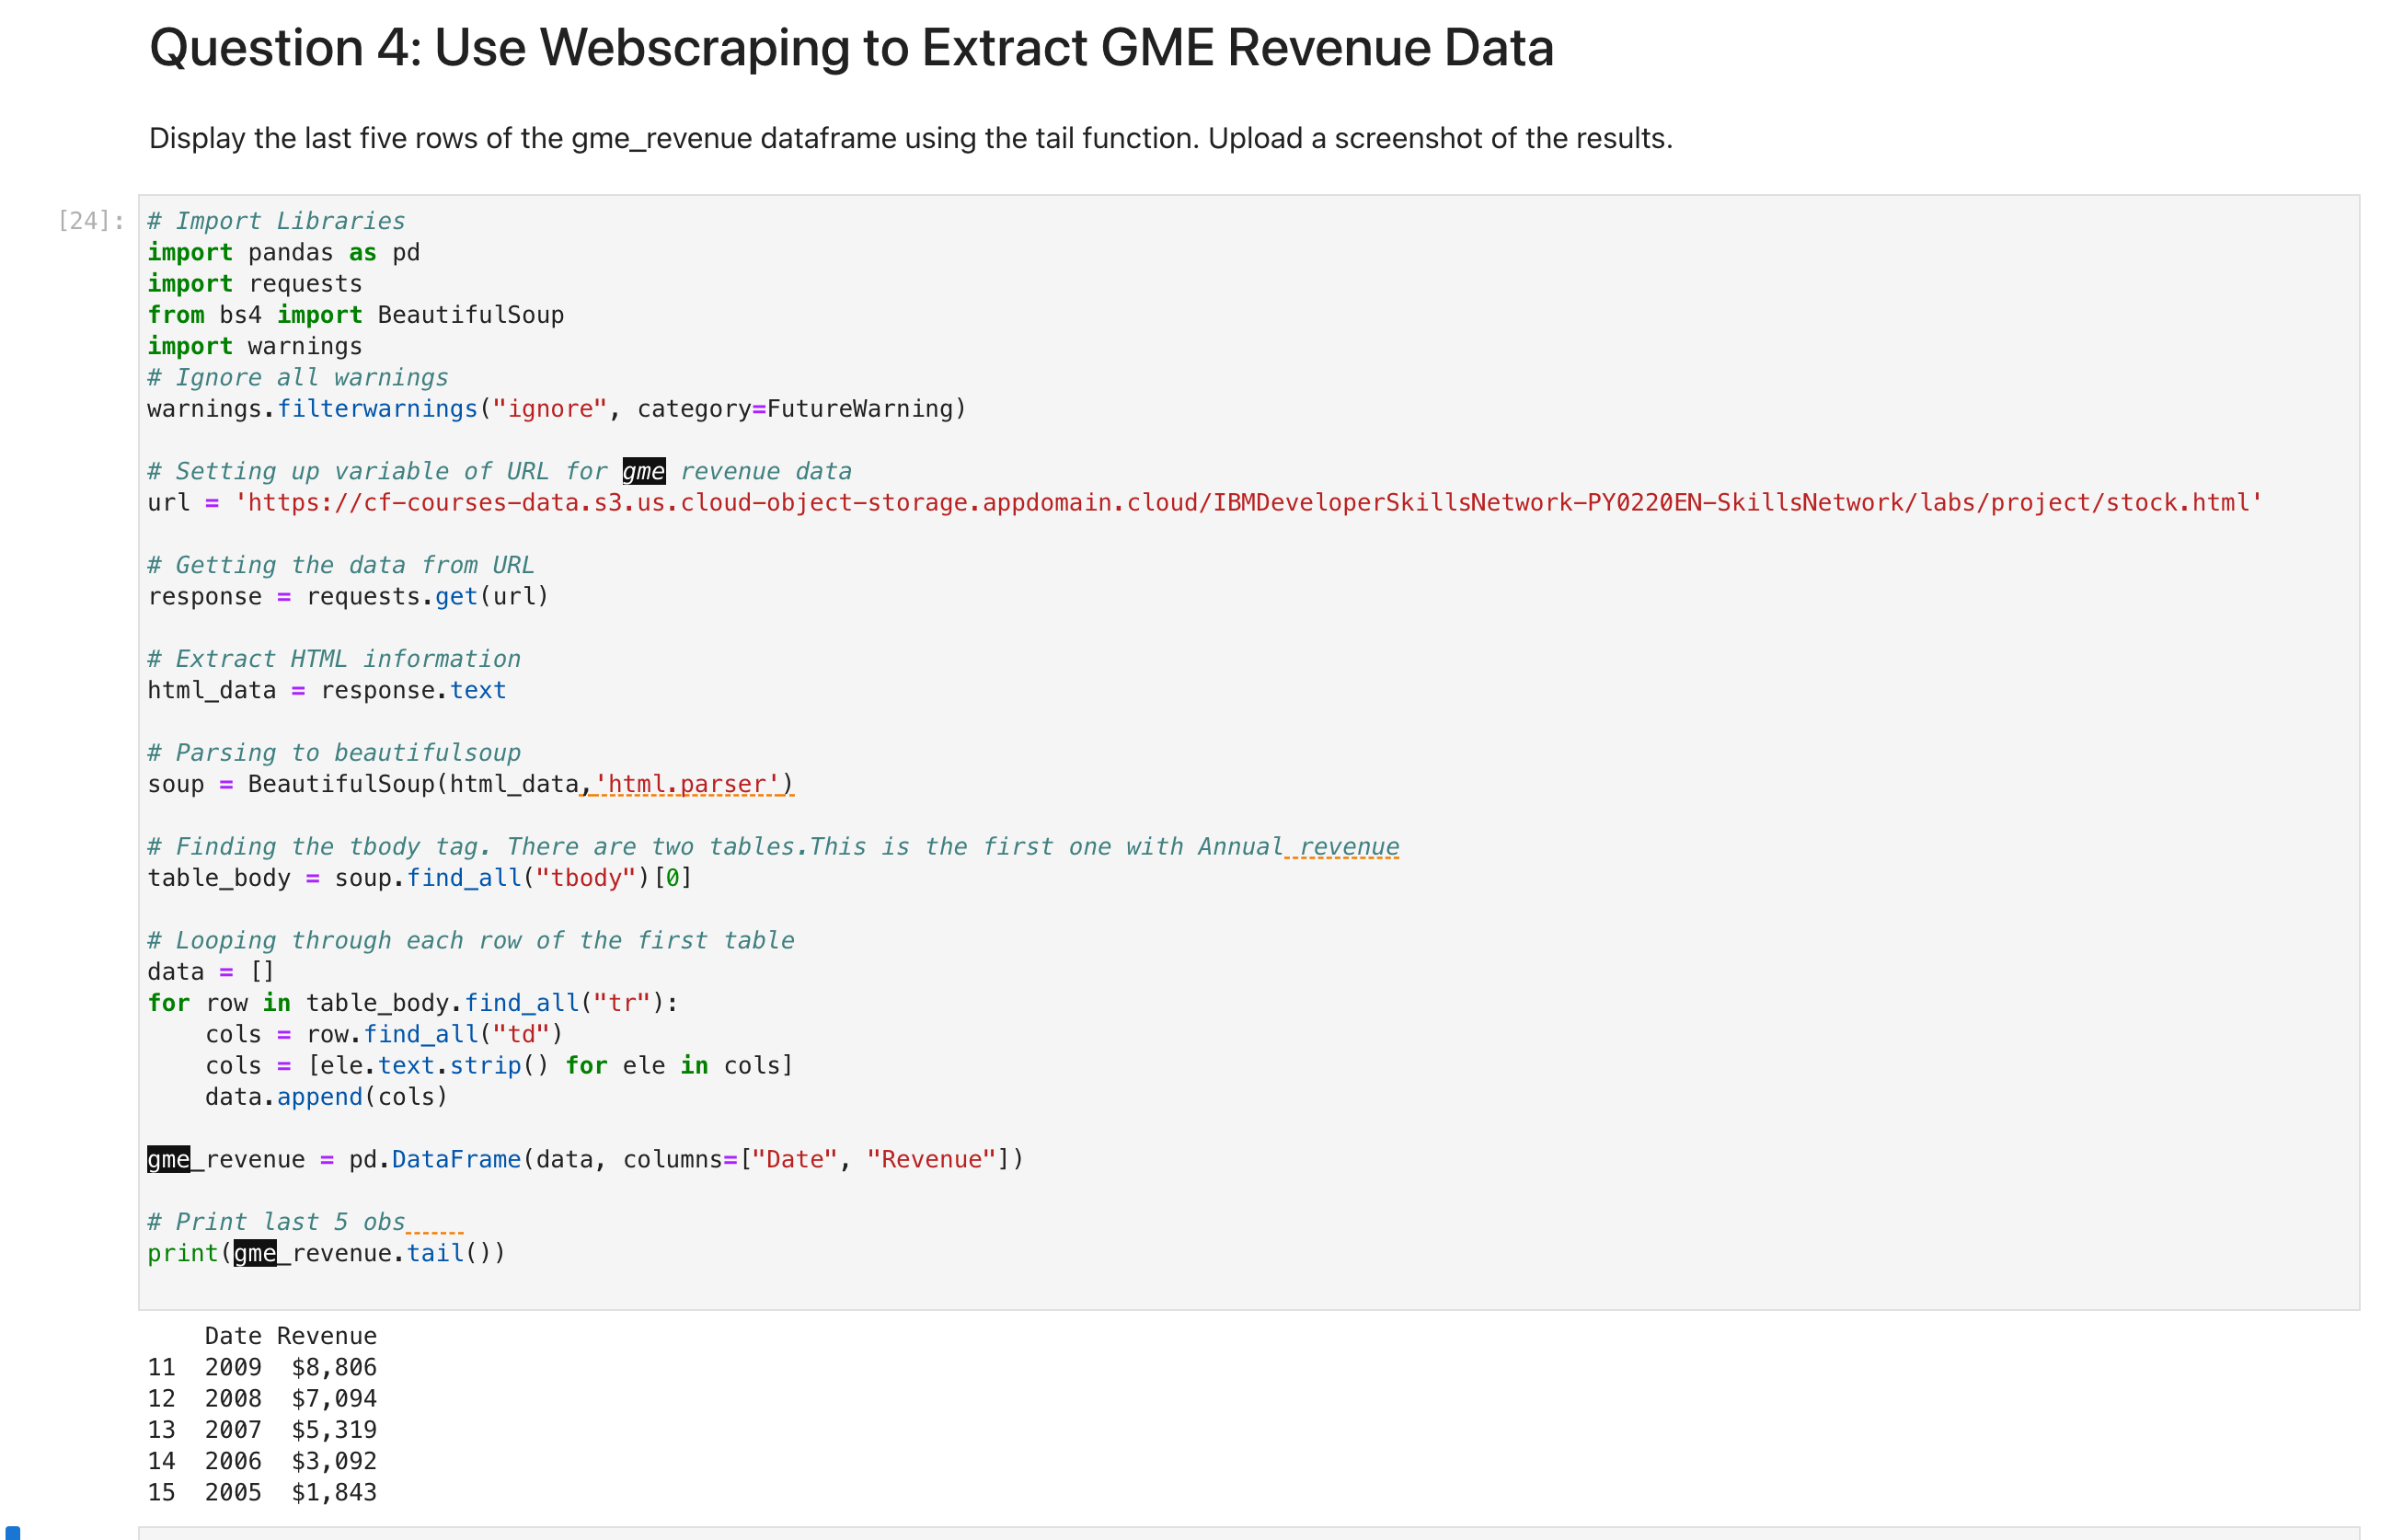 Question 4: Use Webscraping to Extract GME Revenue Data
Display the last five rows of the gme_revenue dataframe using the tail function. Upload a screenshot of the results.
[24]:
# Import Libraries
import pandas as pd
import requests
from bs4 import BeautifulSoup
import warnings
# Ignore all warnings
warnings.filterwarnings("ignore", category=FutureWarning)
# Setting up variable of URL for gme revenue data
url = 'https://cf-courses-data.s3.us.cloud-object-storage.appdomain.cloud/IBMDeveloperSkillsNetwork-PY0220EN-SkillsNetwork/labs/project/stock.html'
# Getting the data from URL
response = requests.get(url)
# Extract HTML information
html_data = response.text
# Parsing to beautifulsoup
soup = BeautifulSoup(html_data,'html.parser')
# Finding the tbody tag. There are two tables.This is the first one with Annual revenue
table_body = soup.find_all("tbody")[0]
# Looping through each row of the first table
data = []
for row in table_body.find_all("tr"):
    cols = row.find_all("td")
    cols = [ele.text.strip() for ele in cols]
    data.append(cols)
gme_revenue = pd.DataFrame(data, columns=["Date", "Revenue"])
# Print last 5 obs
print(gme_revenue.tail())
    Date Revenue
11  2009  $8,806
12  2008  $7,094
13  2007  $5,319
14  2006  $3,092
15  2005  $1,843